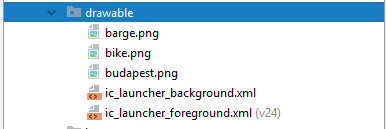 drawable
barge.png
bike.png
budapest.png
ic_launcher_background.xml
ic_launcher_foreground.xml (v24)